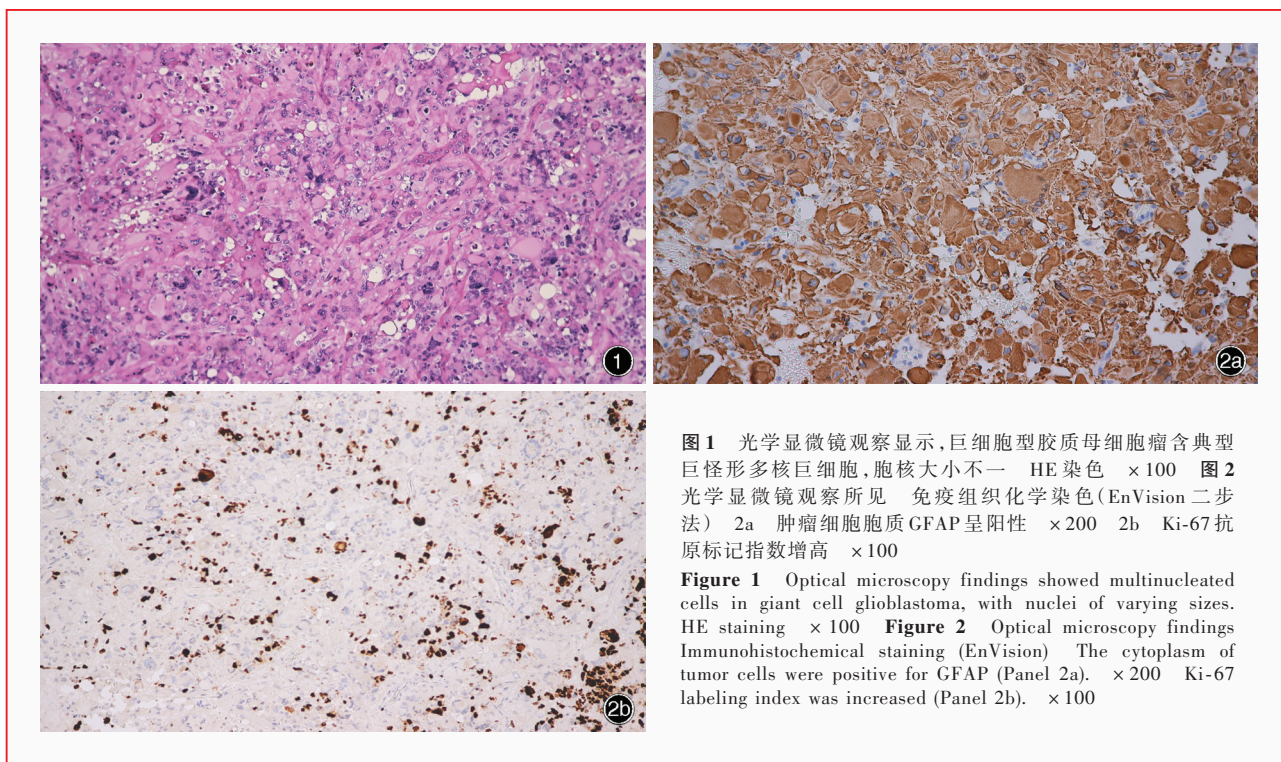 1
2a
2b
图1 光学显微镜观察显示,巨细胞型胶质母细胞瘤含典型
巨怪形多核巨细胞,胞核大小不一 HE染色 ×100 图2
光学显微镜观察所见 免疫组织化学染色(EnVision二步
法) 2a 肿瘤细胞胞质GFAP呈阳性 ×200 2b Ki-67抗
原标记指数增高 ×100
Figure 1 Optical microscopy findings showed multinucleated
cells in giant cell glioblastoma, with nuclei of varying sizes.
HE staining ×100 Figure 2 Optical microscopy findings
Immunohistochemical staining (EnVision) The cytoplasm of
tumor cells were positive for GFAP (Panel 2a). ×200 Ki-67
labeling index was increased (Panel 2b). ×100